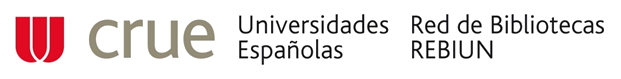 crue
Universidades
Españolas
Red de Bibliotecas
REBIUN